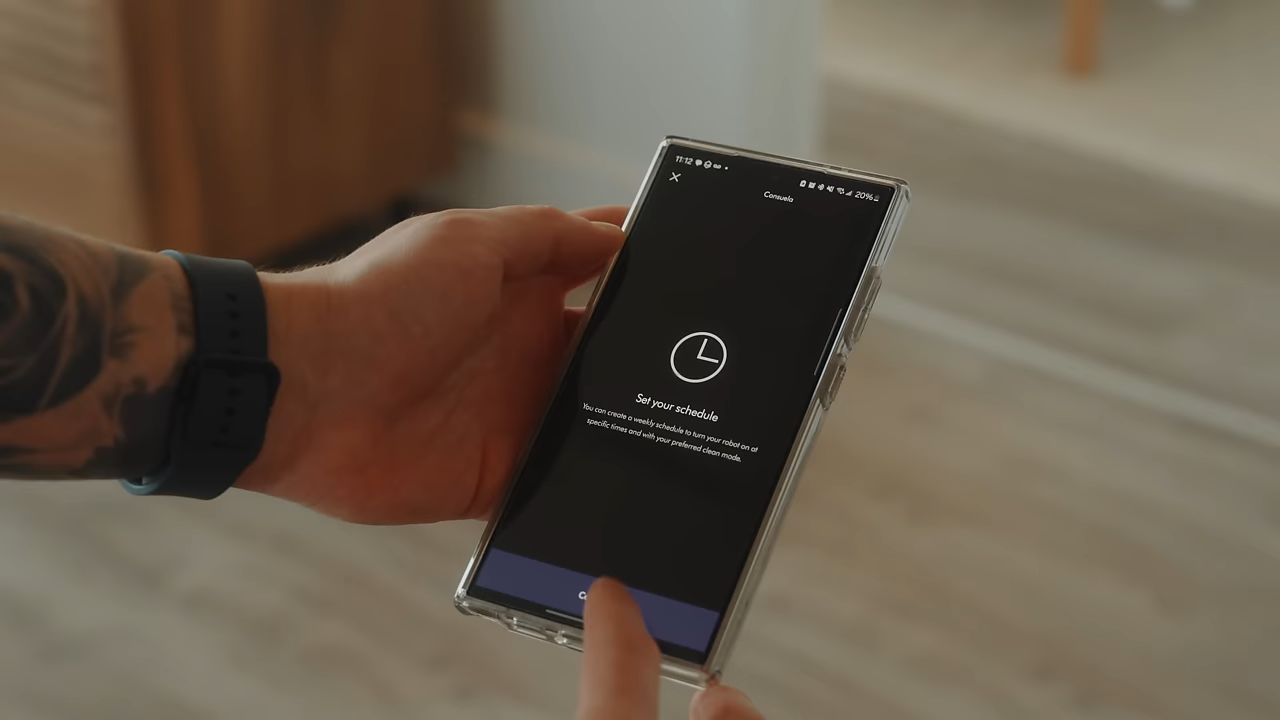 11:12
20%
Consuela
Set your schedule
You can create a weekly schedule to turn your robot on at
specific times and with your preferred clean mode.